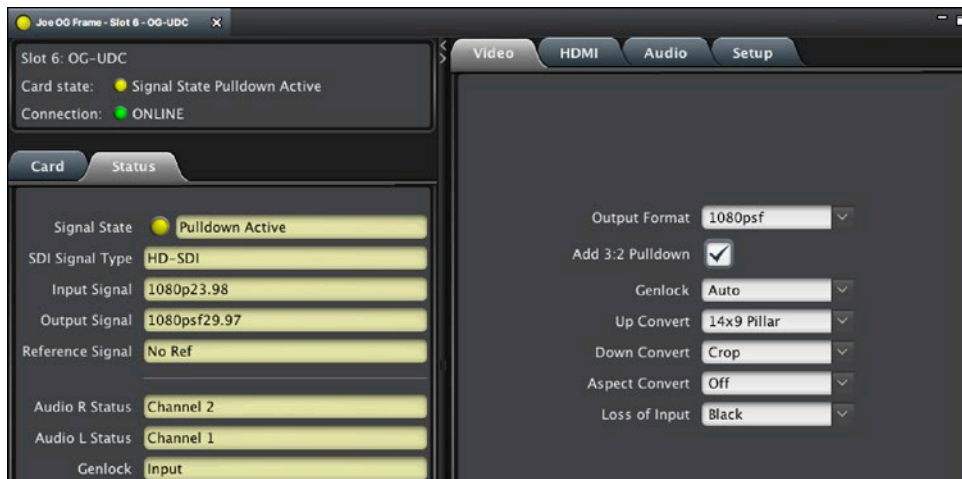 Joe OG Frame - Slot 6 - OG-UDC X
Slot 6: OG-UDC
Card state: Signal State Pulldown Active
Connection: ONLINE
Card Status
Signal State Pulldown Active
SDI Signal Type HD-SDI
Input Signal 1080p23.98
Output Signal 1080psf29.97
Reference Signal No Ref
Audio R Status Channel 2
Audio L Status Channel 1
Genlock Input
Video HDMI Audio Setup
Output Format 1080psf
Add 3:2 Pulldown
Genlock Auto
Up Convert 14x9 Pillar
Down Convert Crop
Aspect Convert Off
Loss of Input Black